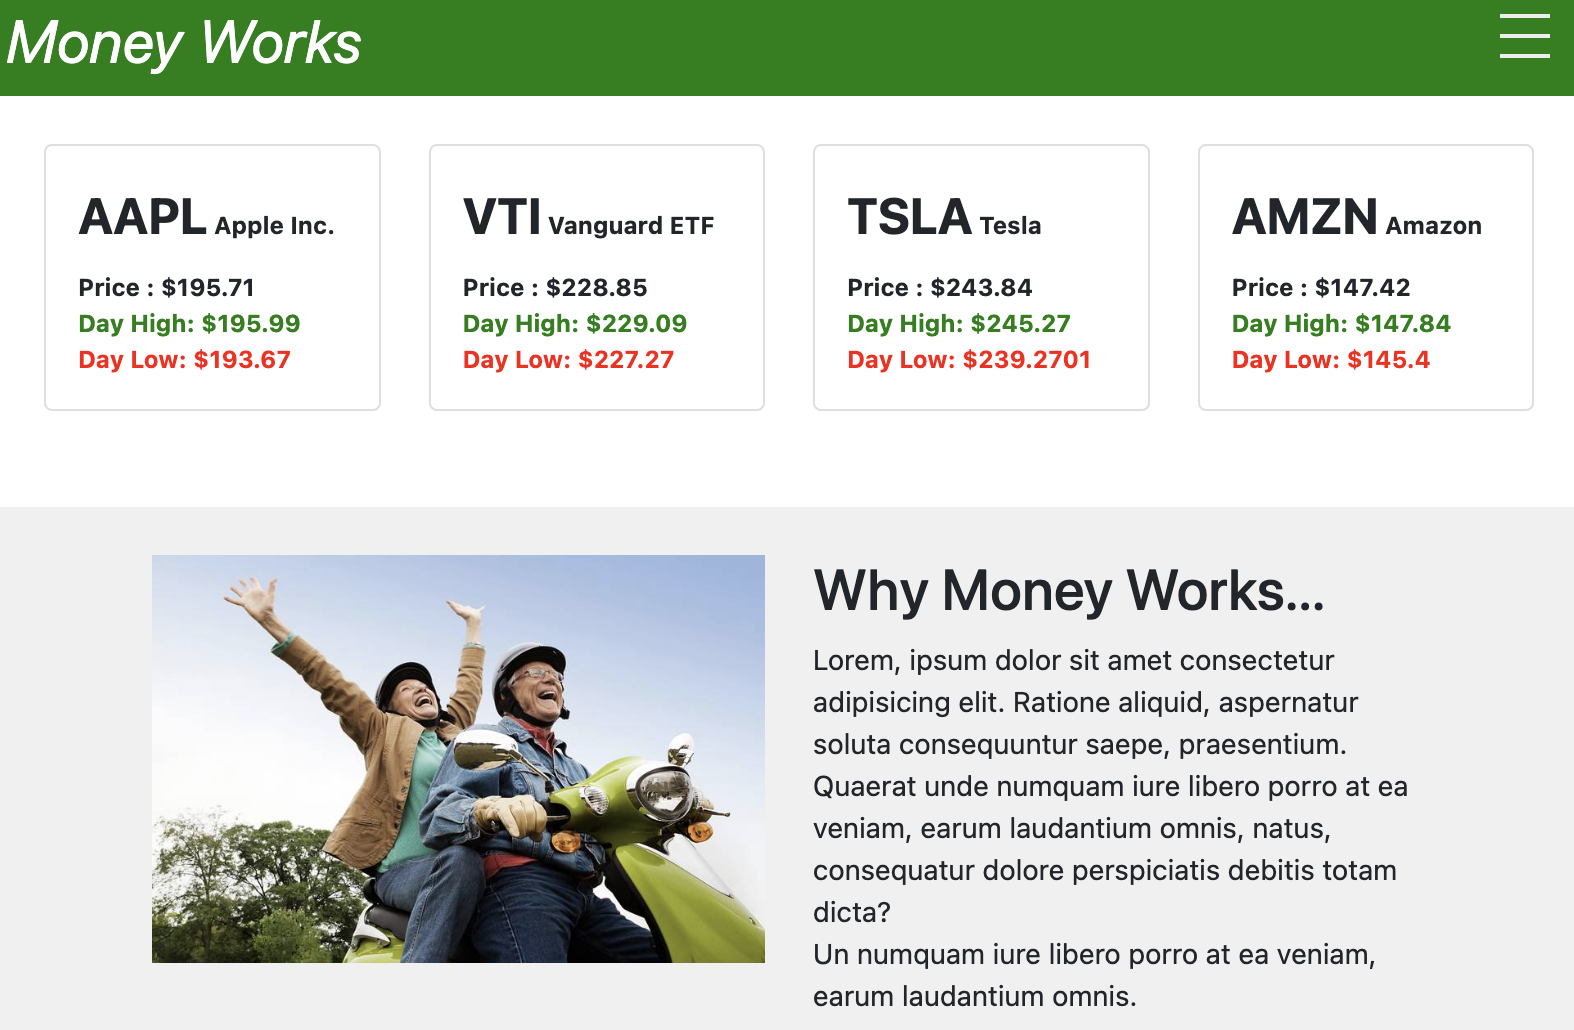 Money Works
AAPL Apple Inc.
Price : $195.71
Day High: $195.99
Day Low: $193.67
VTI Vanguard ETF
Price : $228.85
Day High: $229.09
Day Low: $227.27
TSLA Tesla
Price : $243.84
Day High: $245.27
Day Low: $239.2701
AMZN Amazon
Price : $147.42
Day High: $147.84
Day Low: $145.4
Why Money Works...
Lorem, ipsum dolor sit amet consectetur
adipisicing elit. Ratione aliquid, aspernatur
soluta consequuntur saepe, praesentium.
Quaerat unde numquam iure libero porro at ea
veniam, earum laudantium omnis, natus,
consequatur dolore perspiciatis debitis totam
dicta?
Un numquam iure libero porro at ea veniam,
earum laudantium omnis.